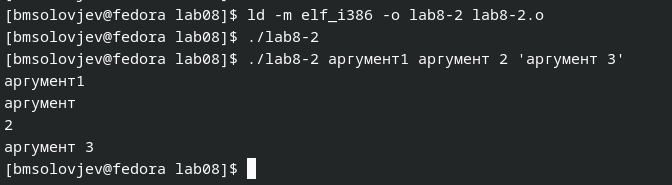 [bmsolovjev@fedora lab08]$ ld -m elf_i386 -o lab8-2 lab8-2.o
[bmsolovjev@fedora lab08]$ ./lab8-2
[bmsolovjev@fedora lab08]$ ./lab8-2 аргумент1 аргумент 2 'аргумент 3'
аргумент1
аргумент
2
аргумент 3
[bmsolovjev@fedora lab08]$